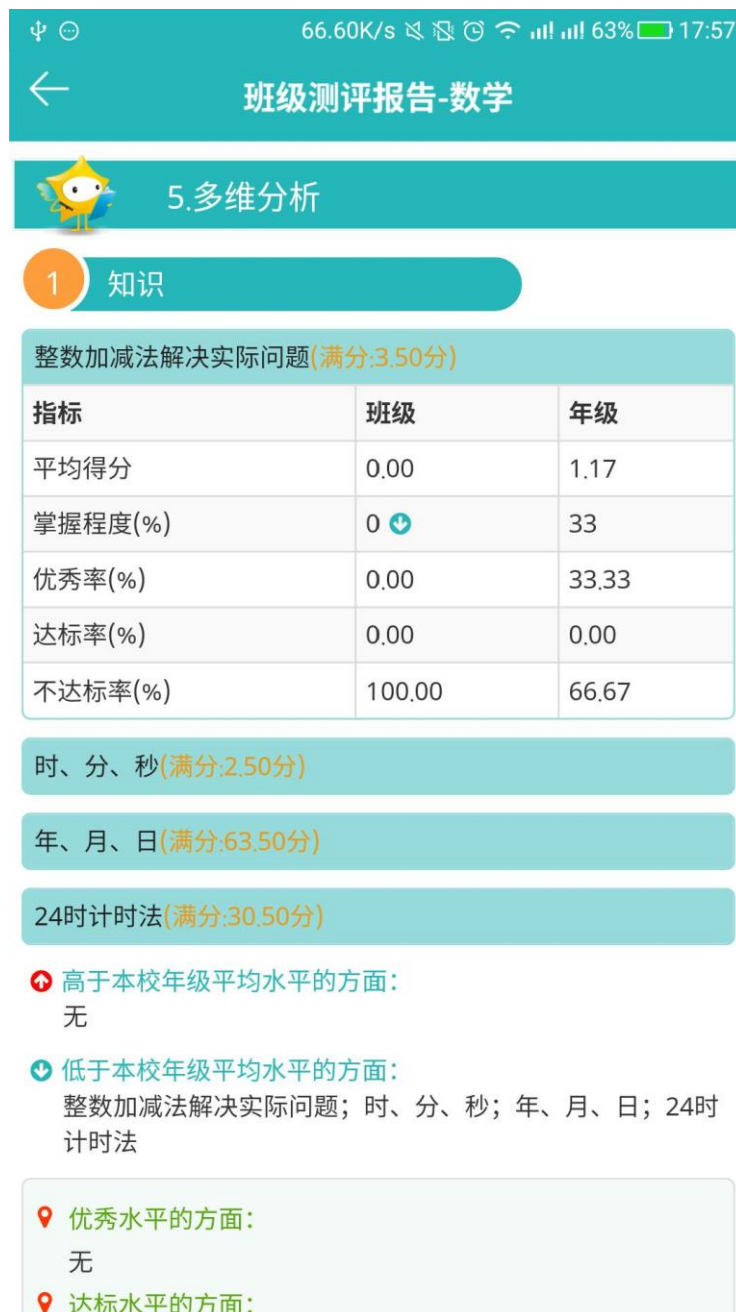 66.60K/s 63% 17:57
班级测评报告-数学
5.多维分析
1 知识
整数加减法解决实际问题(满分:3.50分)
指标 班级 年级
平均得分 0.00 1.17
掌握程度(%) 0 33
优秀率(%) 0.00 33.33
达标率(%) 0.00 0.00
不达标率(%) 100.00 66.67
时、分、秒(满分:2.50分)
年、月、日(满分:63.50分)
24时计时法(满分:30.50分)
高于本校年级平均水平的方面：
无
低于本校年级平均水平的方面：
整数加减法解决实际问题；时、分、秒；年、月、日；24时
计时法
优秀水平的方面：
无
达标水平的方面：